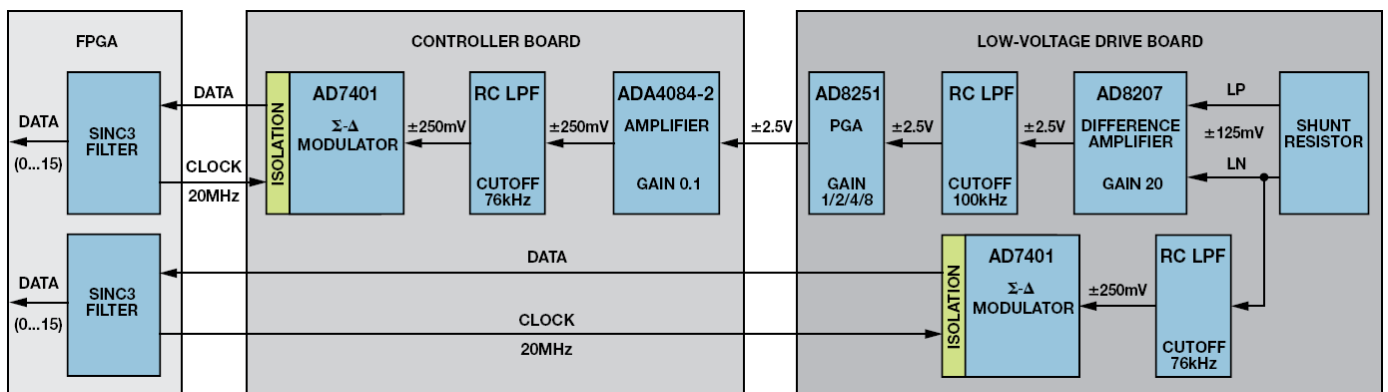 FPGA
CONTROLLER BOARD
LOW-VOLTAGE DRIVE BOARD
DATA
(0...15)
SINC3
FILTER
DATA
CLOCK
20MHz
ISOLATION
AD7401
Σ-Δ
MODULATOR
±250mV
RC LPF
CUTOFF
76kHz
±250mV
ADA4084-2
AMPLIFIER
GAIN 0.1
±2.5V
AD8251
PGA
GAIN
1/2/4/8
±2.5V
RC LPF
CUTOFF
100kHz
±2.5V
AD8207
DIFFERENCE
AMPLIFIER
GAIN 20
LP
±125mV
LN
SHUNT
RESISTOR
DATA
(0...15)
SINC3
FILTER
DATA
CLOCK
20MHz
ISOLATION
AD7401
Σ-Δ
MODULATOR
±250mV
RC LPF
CUTOFF
76kHz